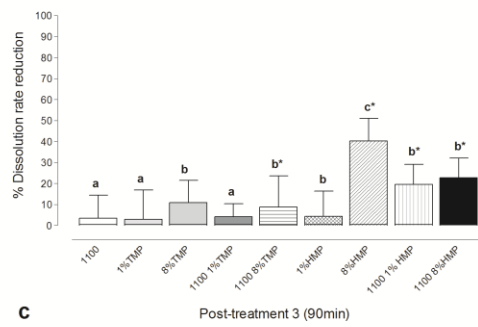 % Dissolution rate reduction
100
90
80
70
60
50
40
30
20
10
0
a
a
b
a
b*
b
c*
b*
b*
1100
1%TMP
8%TMP
1100 1%TMP
1100 8%TMP
1%HMP
8%HMP
1100 1% HMP
1100 8%HMP
C
Post-treatment 3 (90min)